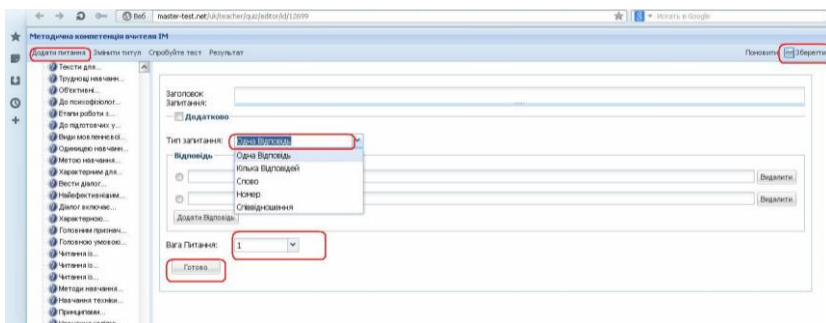 Веб
master-test.net/uk/teacher/quiz/editor/id/12699
Искать в Google
Методична компетенція вчителя ІМ
Додати питання Змінити титул Спробуйте тест Результат
Поновити Зберегти
Тексти для...
Труднощі навчанн...
Об'єктивні...
До психофізіолог...
Етапи роботи з...
До підготовчих у...
Види мовленнєвої...
Одиницею навчанн...
Метою навчання...
Характерним для...
Вести діалог...
Найефективнішим...
Діалог включає...
Характерною...
Головним признач...
Головною умовою...
Читання із...
Читання із...
Читання із...
Методи навчання...
Навчання техніки...
Принципами...
Заголовок
Запитання:
Додатково
Тип запитання: Одна Відповідь
Відповідь
Одна Відповідь
Кілька Відповідей
Слово
Номер
Співвідношення
Видалити
Видалити
Додати Відповідь
Вага Питання: 1
Готово